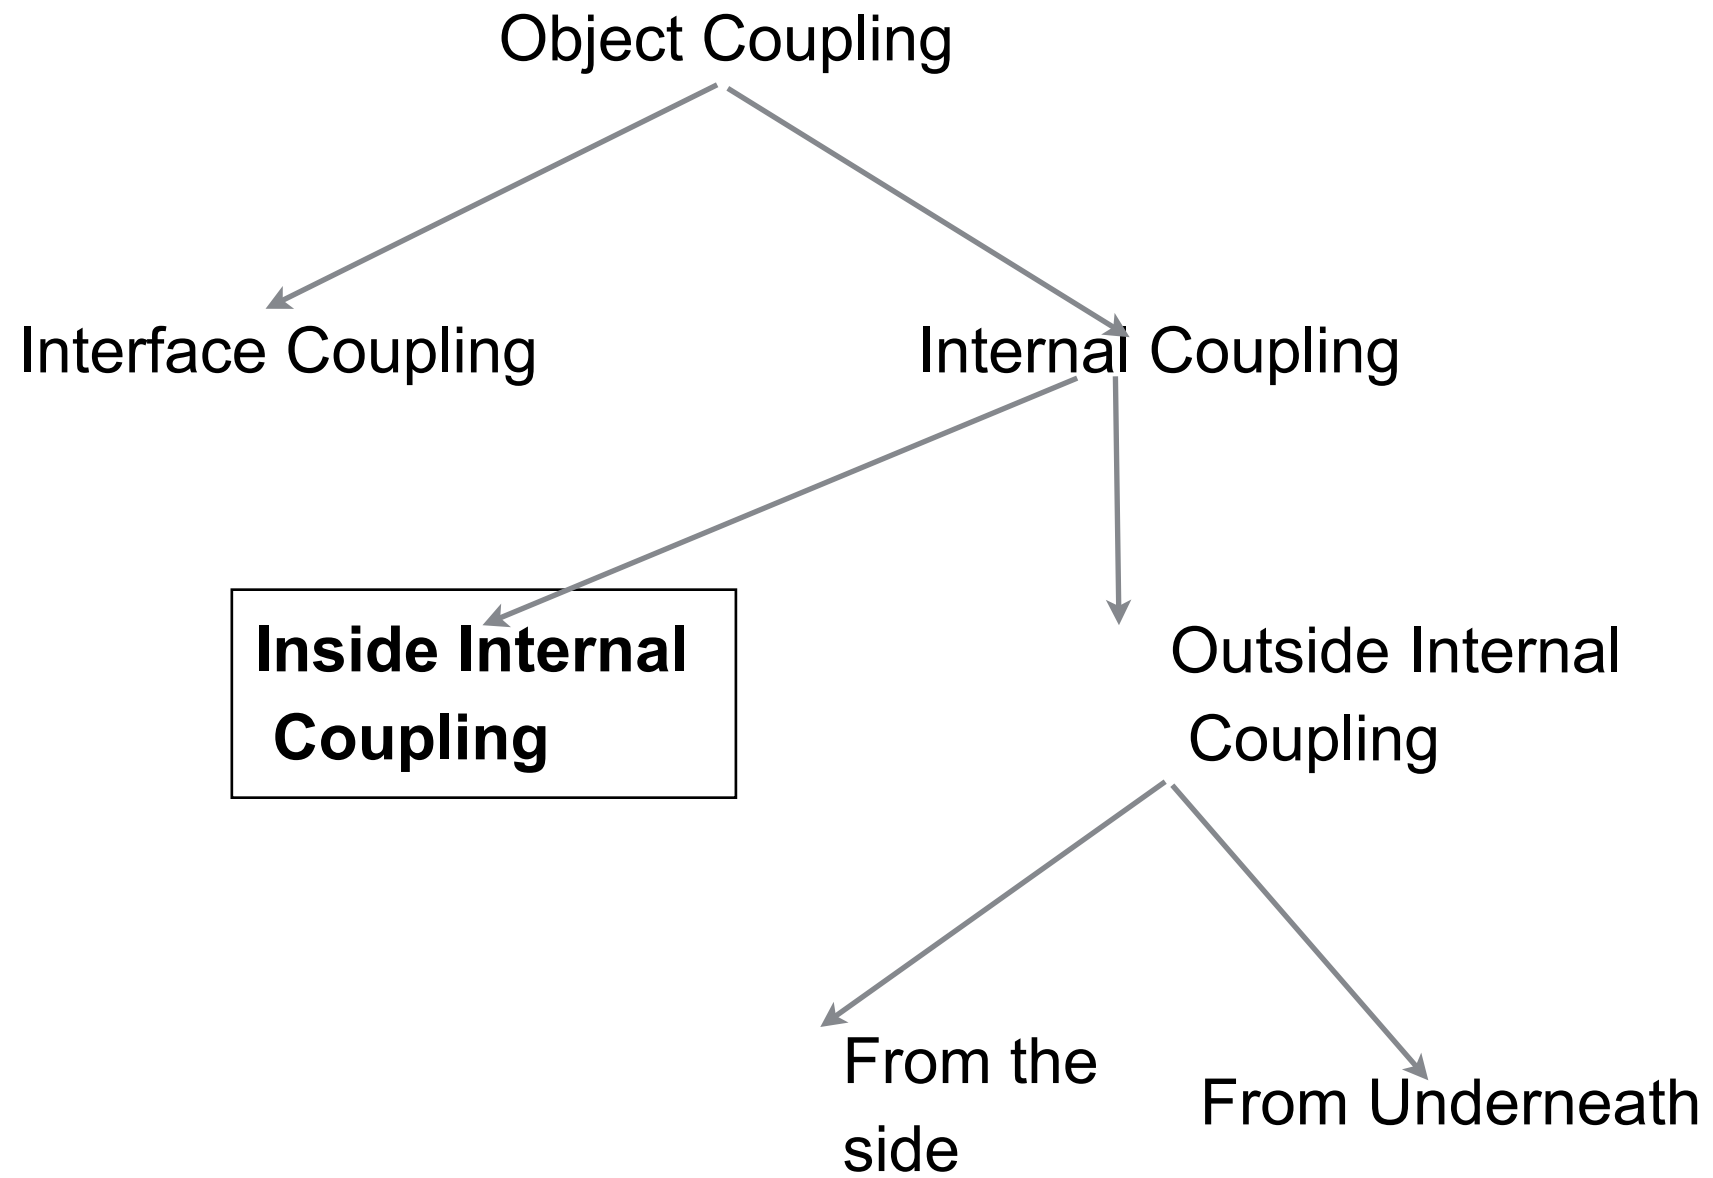 Object Coupling
Interface Coupling
Internal Coupling
Inside Internal
Coupling
Outside Internal
Coupling
From the
side
From Underneath